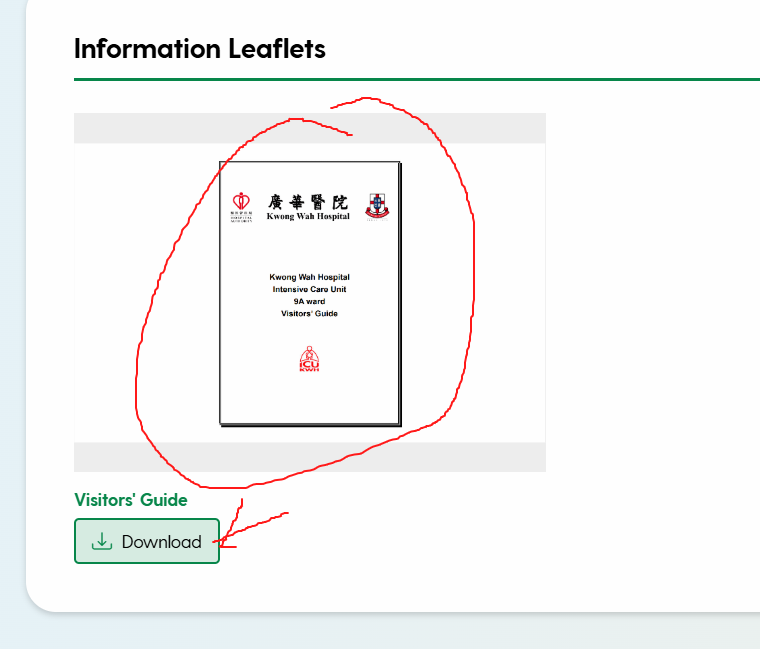 Information Leaflets
廣華醫院
Kwong Wah Hospital
Kwong Wah Hospital
Intensive Care Unit
9A ward
Visitors' Guide
ICU
KWH
Visitors' Guide
Download